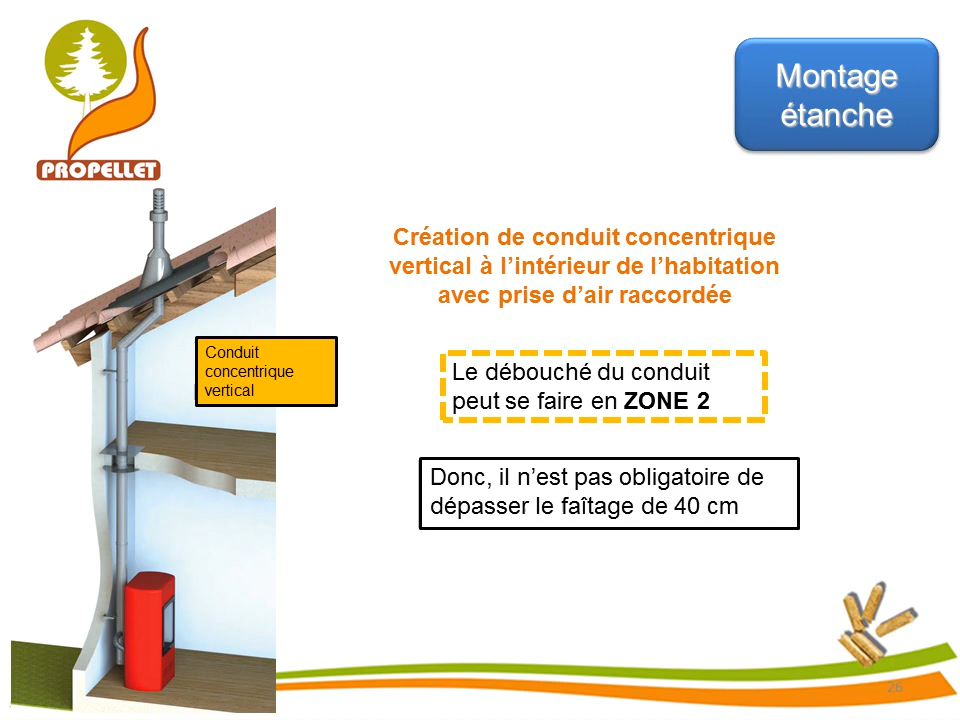 PROPELLET
Montage
étanche
Création de conduit concentrique
vertical à l’intérieur de l’habitation
avec prise d’air raccordée
Conduit
concentrique
vertical
Le débouché du conduit
peut se faire en ZONE 2
Donc, il n’est pas obligatoire de
dépasser le faîtage de 40 cm
26